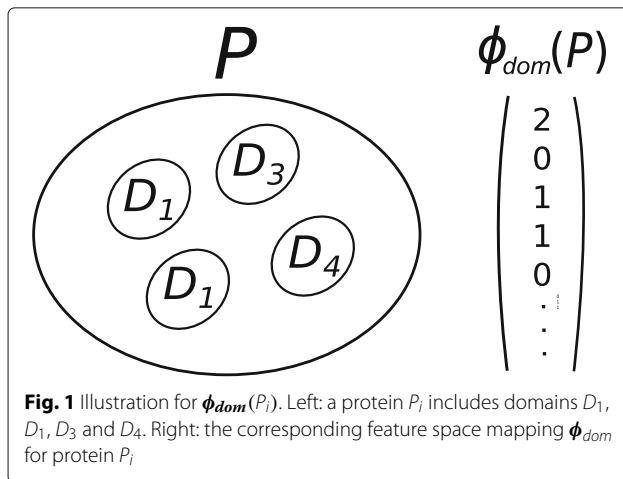 P
ϕdom(P)
D1
D3
D1
D4
2
0
1
1
0
.
.
.
Fig. 1 Illustration for ϕdom(Pi). Left: a protein Pi includes domains D1,
D1, D3 and D4. Right: the corresponding feature space mapping ϕdom
for protein Pi